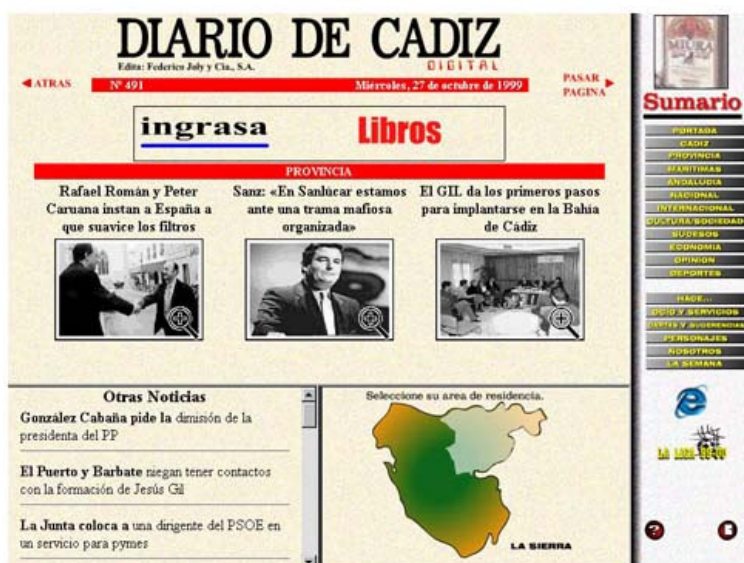 DIARIO DE CADIZ
Edita: Federico Joly y Cía., S.A.
DIGITAL
ATRAS
Nº 491
Miércoles, 27 de octubre de 1999
PASAR
PAGINA
ingrasa
Libros
PROVINCIA
Rafael Román y Peter
Caruana instan a España a
que suavice los filtros
Sanz: «En Sanlúcar estamos
ante una trama mafiosa
organizada»
El GIL da los primeros pasos
para implantarse en la Bahía
de Cádiz
Otras Noticias
González Cabaña pide la dimisión de la
presidenta del PP
El Puerto y Barbate niegan tener contactos
con la formación de Jesús Gil
La Junta coloca a una dirigente del PSOE en
un servicio para pymes
Seleccione su area de residencia.
LA SIERRA
MIURA
Sumario
PORTADA
CADIZ
PROVINCIA
MARITIMAS
ANDALUCIA
NACIONAL
INTERNACIONAL
CULTURA/SOCIEDAD
SUCESOS
ECONOMIA
OPINION
DEPORTES
HACE...
OCIO Y SERVICIOS
CARTAS Y SUGERENCIAS
PERSONAJES
NOSOTROS
LA SEMANA
LA LIGA 99-00